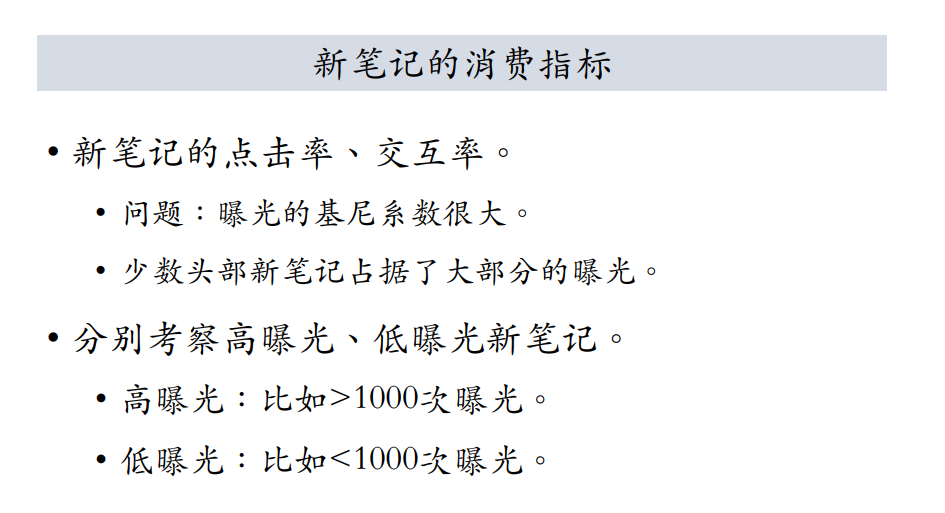 新笔记的消费指标
• 新笔记的点击率、交互率。
• 问题：曝光的基尼系数很大。
• 少数头部新笔记占据了大部分的曝光。
• 分别考察高曝光、低曝光新笔记。
• 高曝光：比如>1000次曝光。
• 低曝光：比如<1000次曝光。